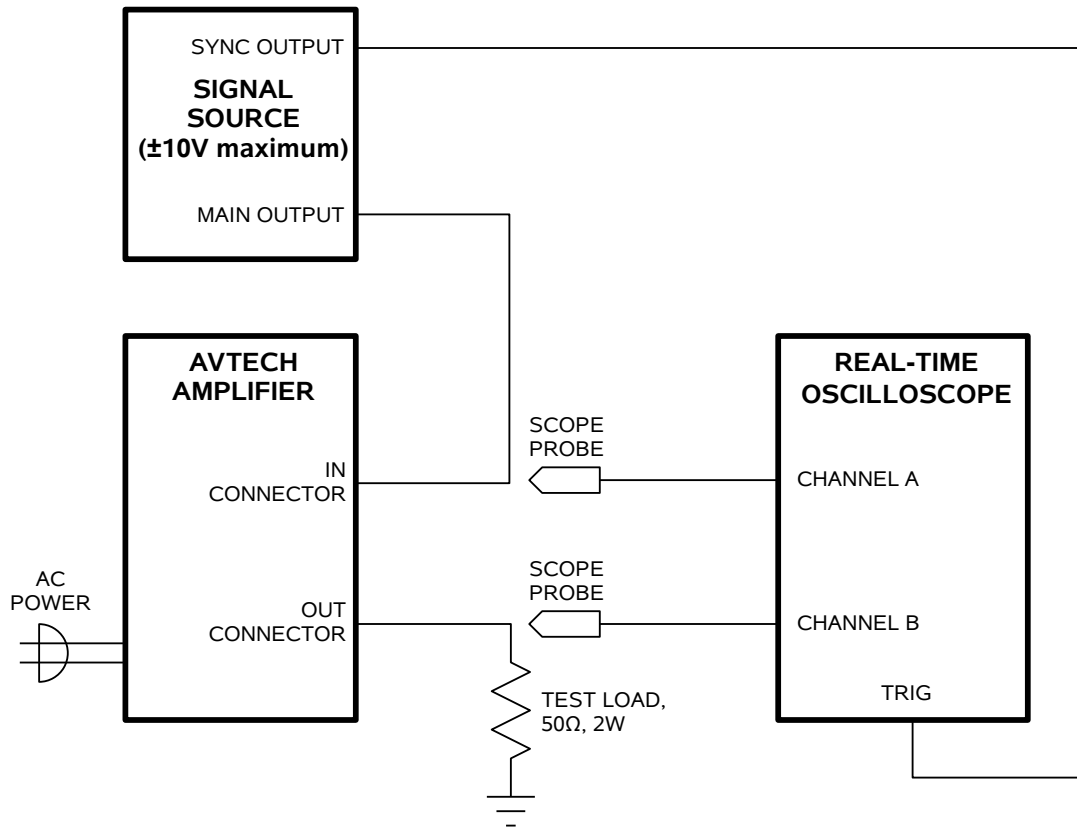 SYNC OUTPUT
SIGNAL
SOURCE
(±10V maximum)
MAIN OUTPUT
AVTECH
AMPLIFIER
IN
CONNECTOR
OUT
CONNECTOR
AC
POWER
SCOPE
PROBE
SCOPE
PROBE
TEST LOAD,
50Ω, 2W
REAL-TIME
OSCILLOSCOPE
CHANNEL A
CHANNEL B
TRIG